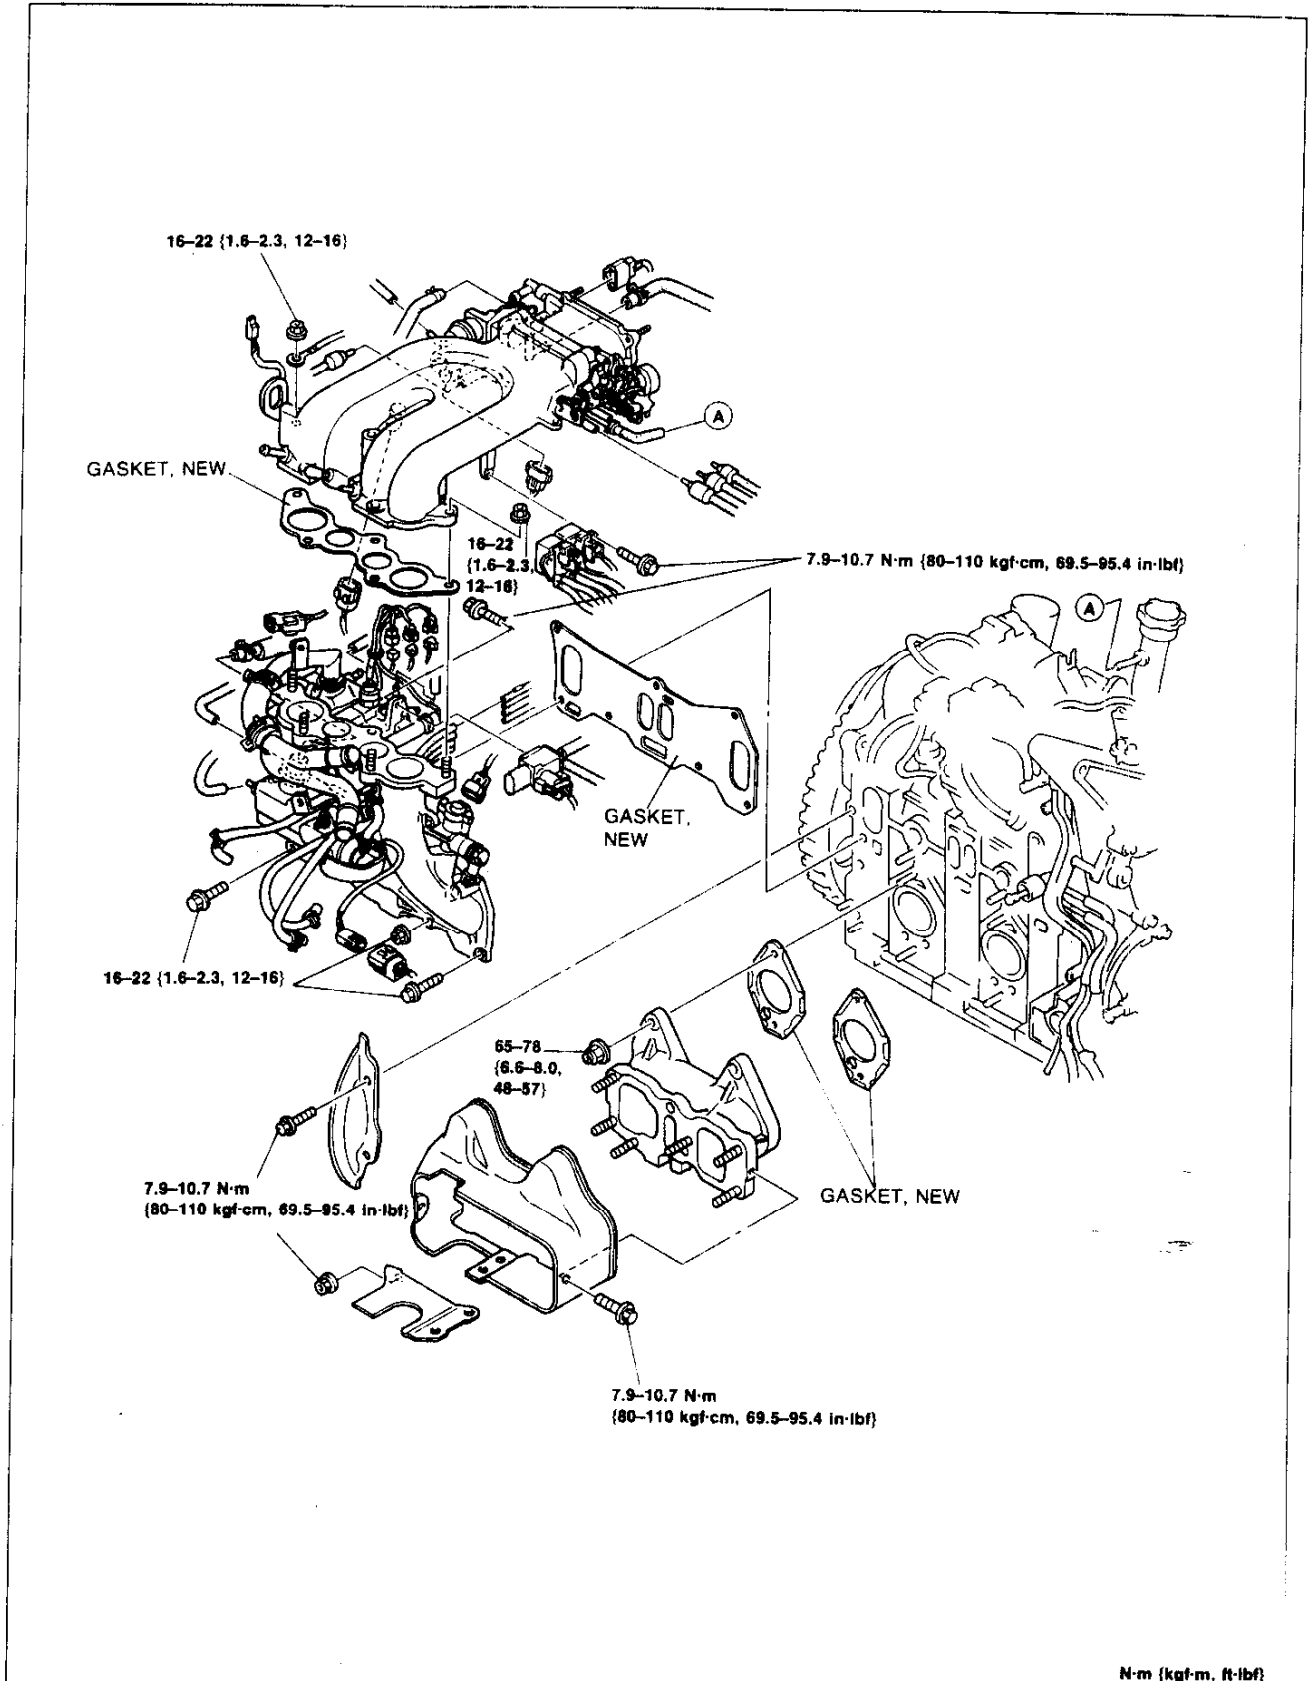 16–22 {1.6–2.3, 12–16}
A
GASKET, NEW
16–22
{1.6–2.3,
12–16}
7.9–10.7 N·m {80–110 kgf·cm, 69.5–95.4 in·lbf}
A
GASKET,
NEW
16–22 {1.6–2.3, 12–16}
65–78
{6.6–8.0,
48–57}
7.9–10.7 N·m
{80–110 kgf·cm, 69.5–95.4 in·lbf}
GASKET, NEW
7.9–10.7 N·m
{80–110 kgf·cm, 69.5–95.4 in·lbf}
N·m {kgf·m, ft·lbf}